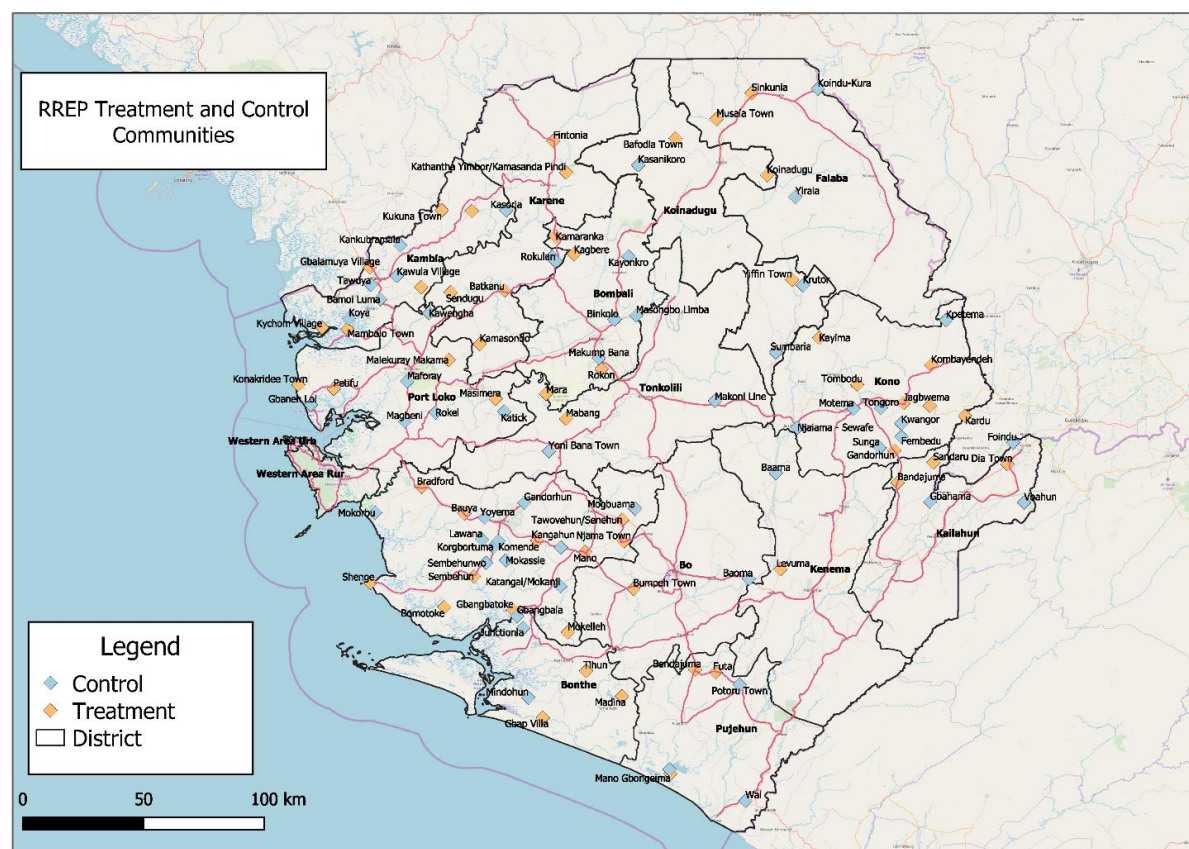 RREP Treatment and Control
Communities
Sinkunia
Koindu-Kura
Musala Town
Fintonia
Bafodia Town
Kasanikoro
Kathantha Yimbor/Kamasanda Pindi
Koinadugu
Falaba
Yiraia
Karene
Kukuna Town
Kasoria
Koinadugu
Kamaranka
Kankubramala
Kagbere
Rokulan
Kayonkro
Kambia
Gbalamuya Village
Kawula Village
Tawuya
Yiffin Town
Krutor
Batkanu
Sendugu
Bombali
Bamoi Luma
Koya
Kawengha
Binkolo
Masongbo Limba
Kpetema
Kychom Village
Mambolo Town
Kamasondo
Kayima
Sumbaria
Makump Bana
Malekuray Makama
Rokon
Kombayendeh
Konakridee Town
Petifu
Maforay
Tonkolili
Tombodu
Kono
Gbaneh Loi
Port Loko
Masimera
Mara
Makoni Line
Motema
Tongoro
Jagbwema
Magbeni
Rokel
Katick
Mabang
Kwangor
Kardu
Njaiama - Sewafe
Western Area Urb
Yoni Bana Town
Sunga
Fembedu
Foindu
Gandorhun
Sandaru
Dia Town
Western Area Rur
Baama
Bandajuma
Bradford
Gandorhun
Mogbuama
Gbahama
Vaahun
Mokorbu
Bauya
Yoyema
Tawovehun/Senehun
Kailahun
Lawana
Kangahun
Njama Town
Korgbortuma
Komende
Mano
Sembehunwo
Mokassie
Bo
Levuma
Kenema
Shenge
Sembehun
Katangai/Mokanji
Bumpeh Town
Baoma
Bomotoke
Gbangbatoke
Gbangbaia
Junctionla
Mokelleh
Tihun
Bandajuma
Futa
Bonthe
Potoru Town
Mindohun
Madina
Gbap Villa
Pujehun
Mano Gbongeima
Wai
Legend
Control
Treatment
District
0 50 100 km